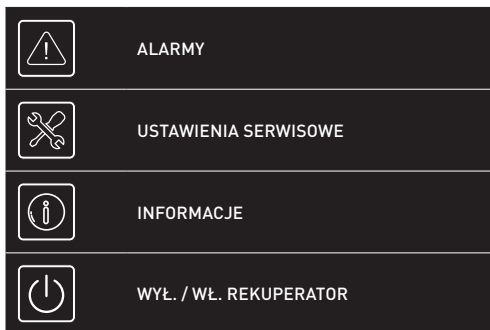 ALARMY
USTAWIENIA SERWISOWE
INFORMACJE
WYŁ. / WŁ. REKUPERATOR